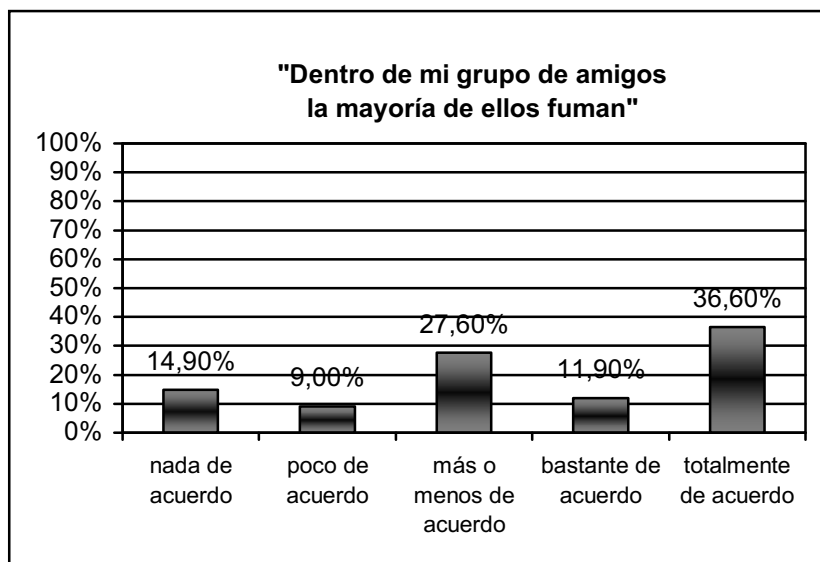 "Dentro de mi grupo de amigos
la mayoría de ellos fuman"
100%
90%
80%
70%
60%
50%
40%
30%
20%
10%
0%
14,90%
9,00%
27,60%
11,90%
36,60%
nada de
acuerdo
poco de
acuerdo
más o
menos de
acuerdo
bastante de
acuerdo
totalmente
de acuerdo